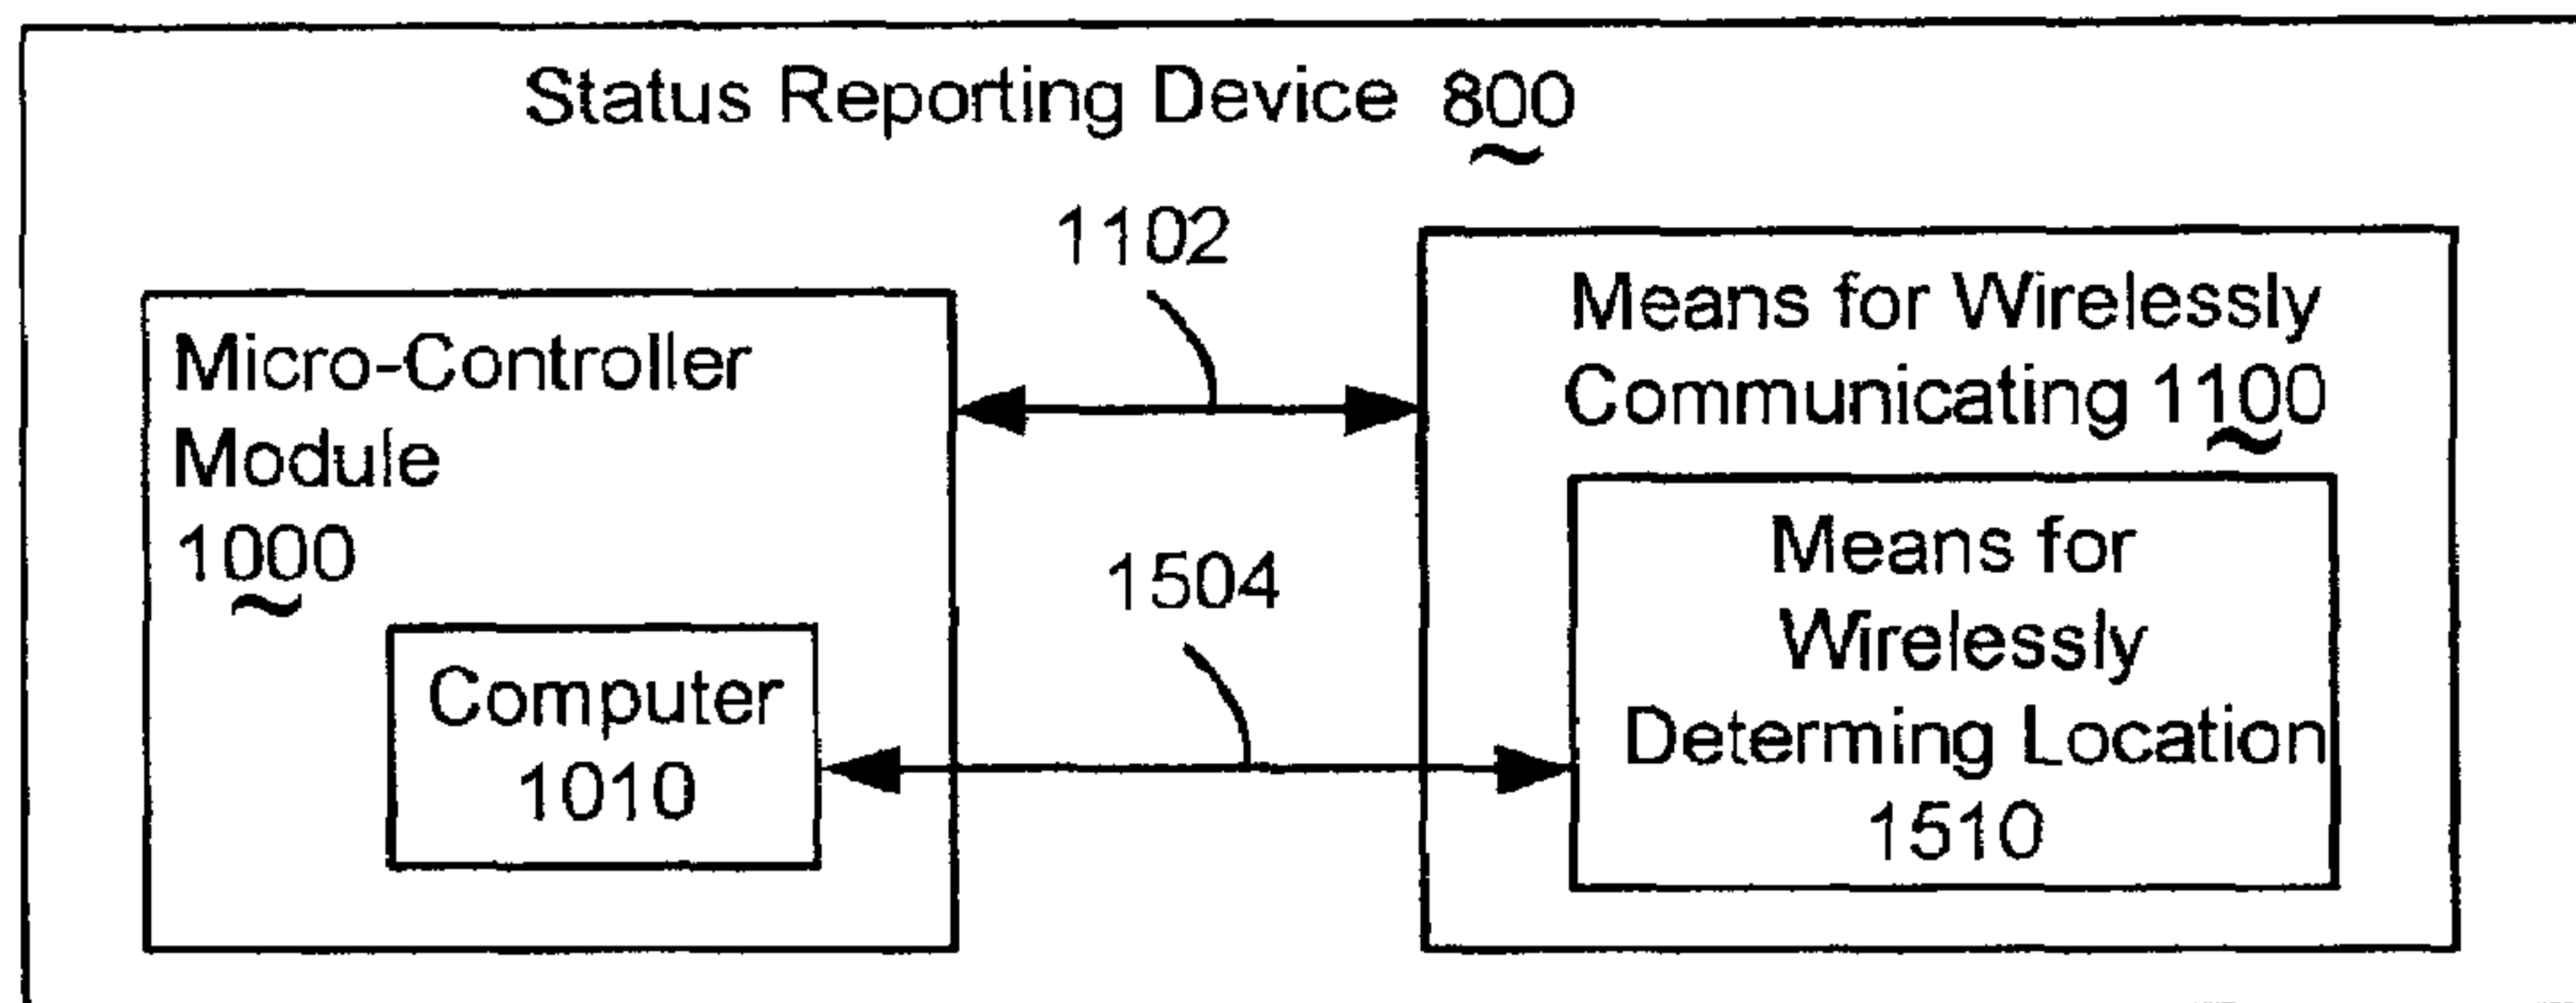 Status Reporting Device 800
1102
Micro-Controller
Module
1000
Means for Wirelessly
Communicating 1100
1504
Computer
1010
Means for
Wirelessly
Determing Location
1510